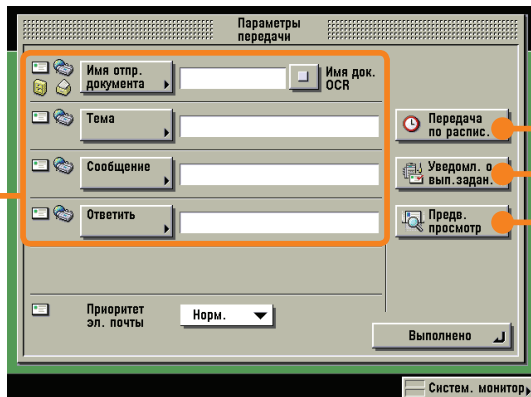 Параметры
передачи
Имя отпр.
документа
Имя док.
OCR
Тема
Передача
по распис.
Сообщение
Уведомл. о
вып.задан.
Ответить
Предв.
просмотр
Приоритет
эл. почты
Норм.
Выполнено
Систем. монитор